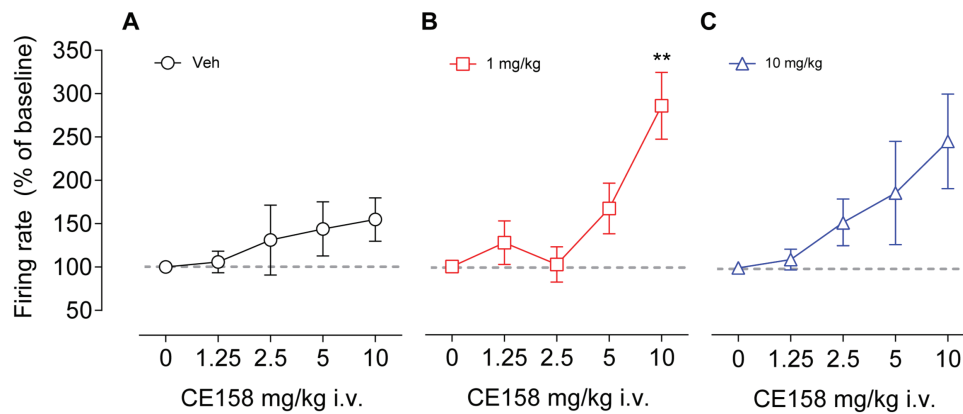 A
B
C
Firing rate (% of baseline)
350
300
250
200
150
100
50
Veh
1 mg/kg
**
10 mg/kg
0 1.25 2.5 5 10
0 1.25 2.5 5 10
0 1.25 2.5 5 10
CE158 mg/kg i.v.
CE158 mg/kg i.v.
CE158 mg/kg i.v.